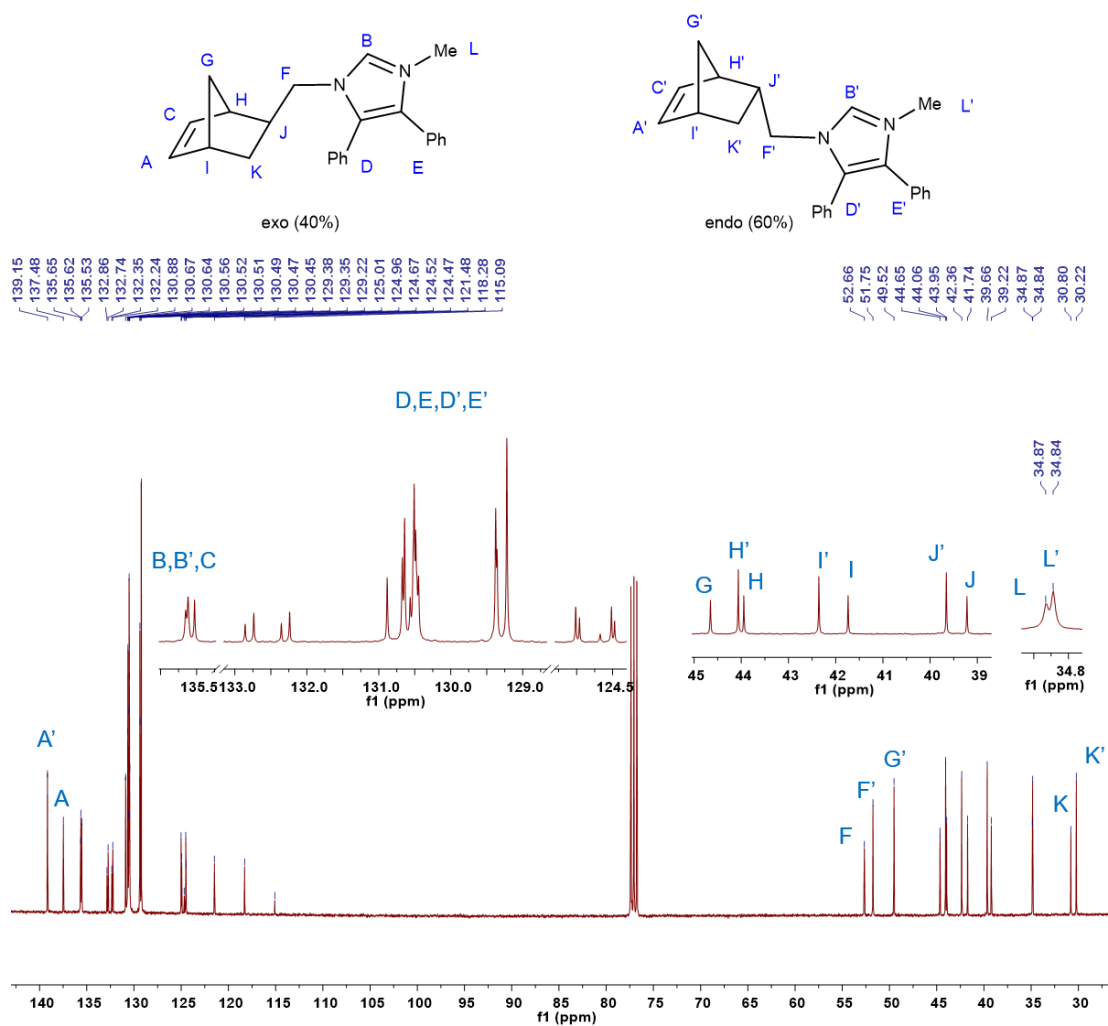 G
F
B
Me L
N
N
H
C
J
A
I
K
Ph
D
E
Ph
exo (40%)
G'
H'
J'
B'
Me
L'
C'
A'
I'
K'
F'
N
N
Ph
D'
E'
Ph
endo (60%)
139.15
137.48
135.65
135.62
135.53
132.86
132.74
132.35
132.24
130.88
130.67
130.64
130.56
130.52
130.51
130.49
130.47
130.45
129.38
129.35
129.22
125.01
124.96
124.67
124.52
124.47
121.48
118.28
115.09
52.66
51.75
49.52
44.65
44.06
43.95
42.36
41.74
39.66
39.22
34.87
34.84
30.80
30.22
D,E,D',E'
B,B',C
135.5 133.0 132.0 131.0 130.0 129.0 124.5
f1 (ppm)
G H' H I' I J' J
45 44 43 42 41 40 39
f1 (ppm)
34.87
34.84
L L'
34.8
f1 (ppm)
A' A
F F' G' K K'
140 135 130 125 120 115 110 105 100 95 90 85 80 75 70 65 60 55 50 45 40 35 30
f1 (ppm)